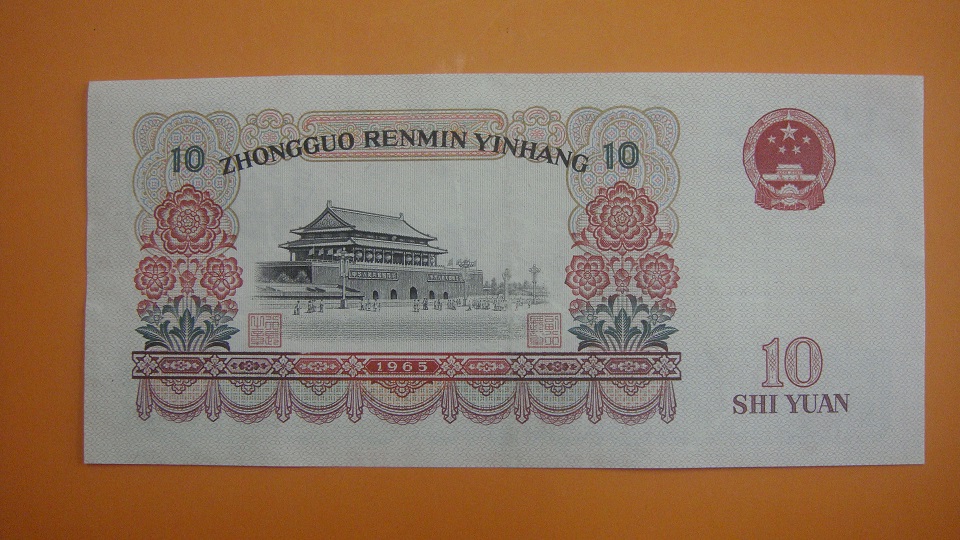 10 ZHONGGUO RENMIN YINHANG 10
1965
10
SHI YUAN